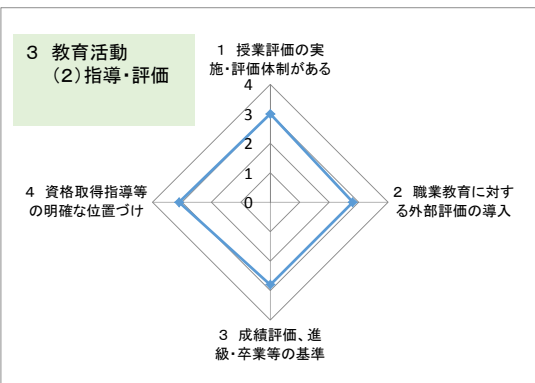 3 教育活動
(2)指導・評価
1 授業評価の実
施・評価体制がある
4
3
2
1
0
2 職業教育に対す
る外部評価の導入
3 成績評価、進
級・卒業等の基準
4 資格取得指導等
の明確な位置づけ